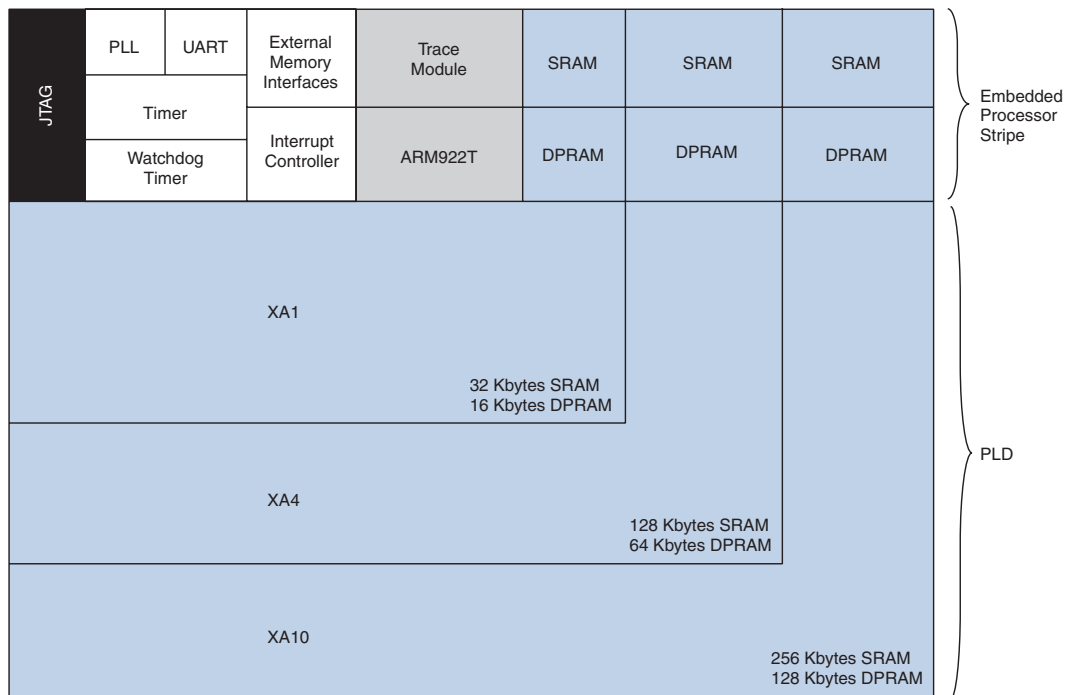 JTAG
PLL
UART
External
Memory
Interfaces
Trace
Module
SRAM
SRAM
SRAM
Timer
Watchdog
Timer
Interrupt
Controller
ARM922T
DPRAM
DPRAM
DPRAM
Embedded
Processor
Stripe
XA1
32 Kbytes SRAM
16 Kbytes DPRAM
PLD
XA4
128 Kbytes SRAM
64 Kbytes DPRAM
XA10
256 Kbytes SRAM
128 Kbytes DPRAM